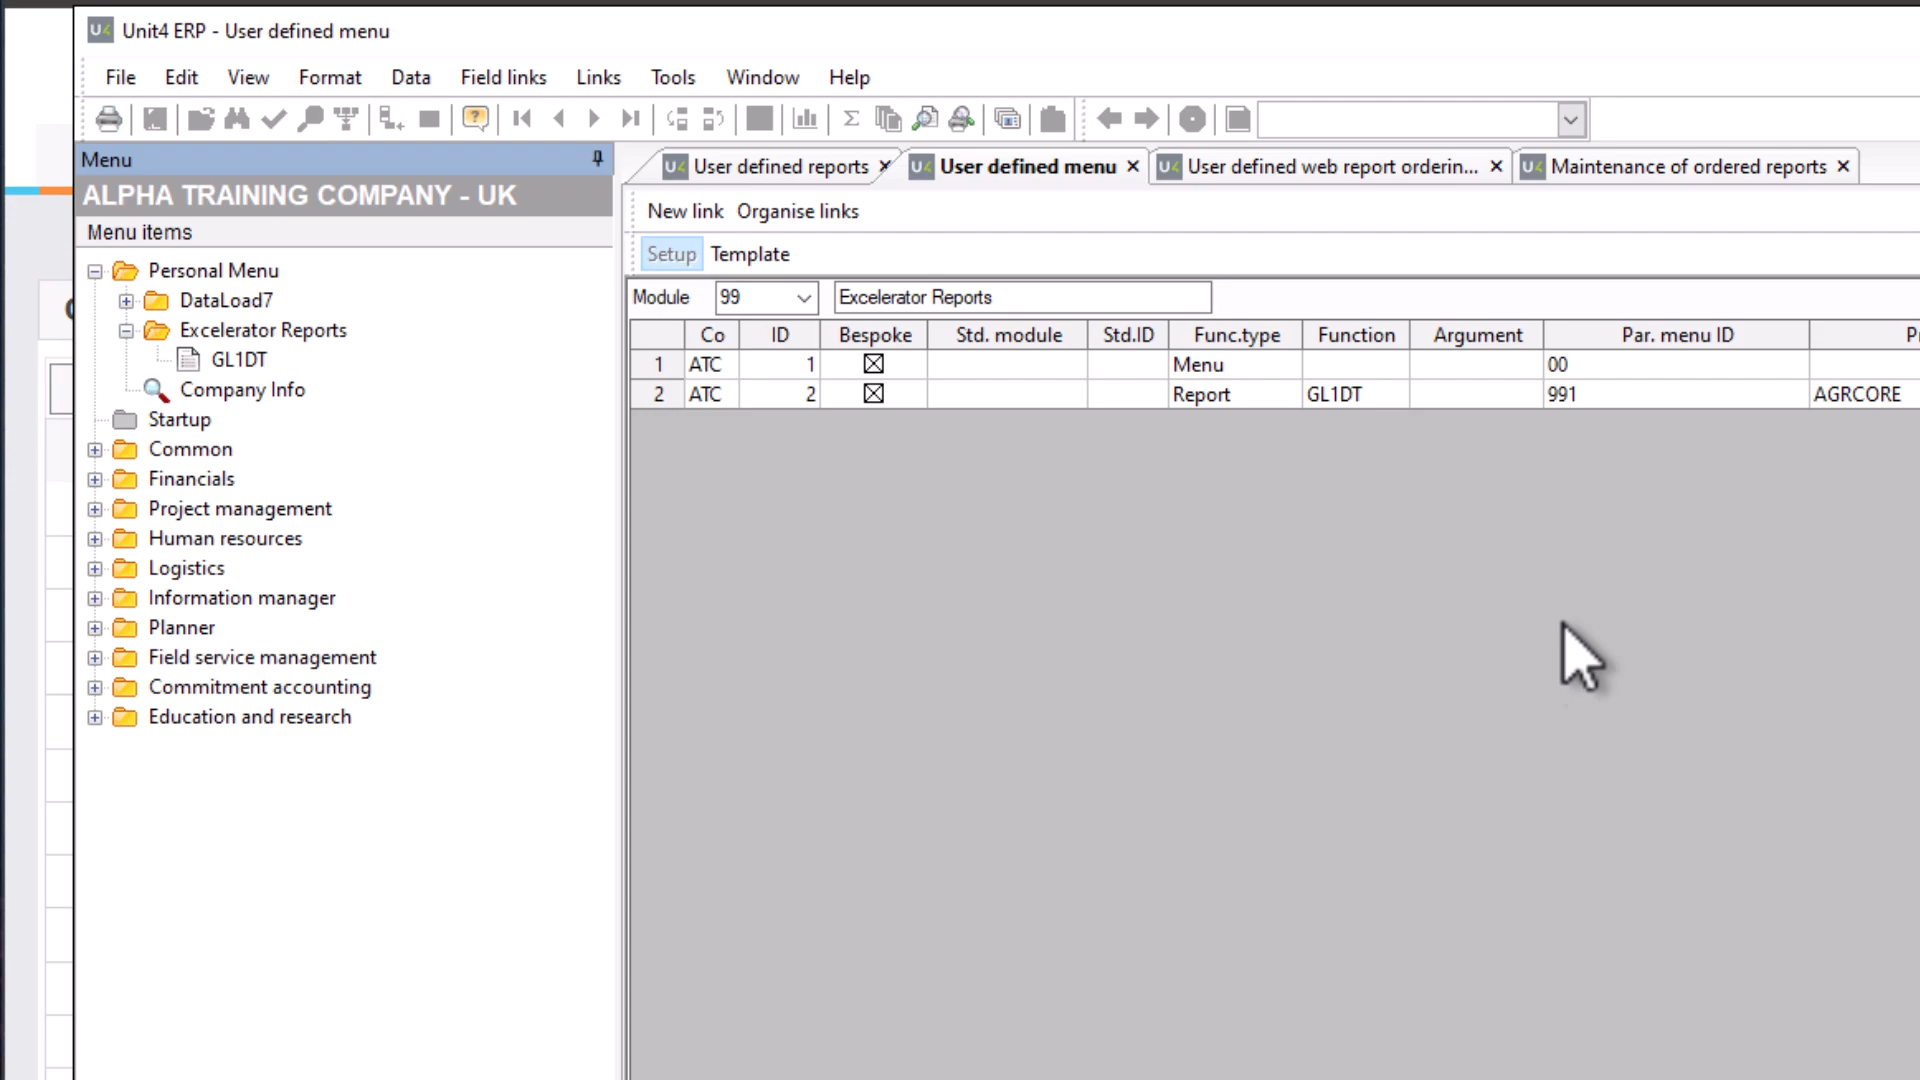 Unit4 ERP - User defined menu
File Edit View Format Data Field links Links Tools Window Help
Menu
ALPHA TRAINING COMPANY - UK
Menu items
Personal Menu
DataLoad7
Excelerator Reports
GL1DT
Company Info
Startup
Common
Financials
Project management
Human resources
Logistics
Information manager
Planner
Field service management
Commitment accounting
Education and research
User defined reports User defined menu User defined web report orderin... Maintenance of ordered reports
New link Organise links
Setup Template
Module 99 Excelerator Reports
Co ID Bespoke Std. module Std.ID Func.type Function Argument Par. menu ID
1 ATC 1 Menu 00
2 ATC 2 Report GL1DT 991 AGRCORE